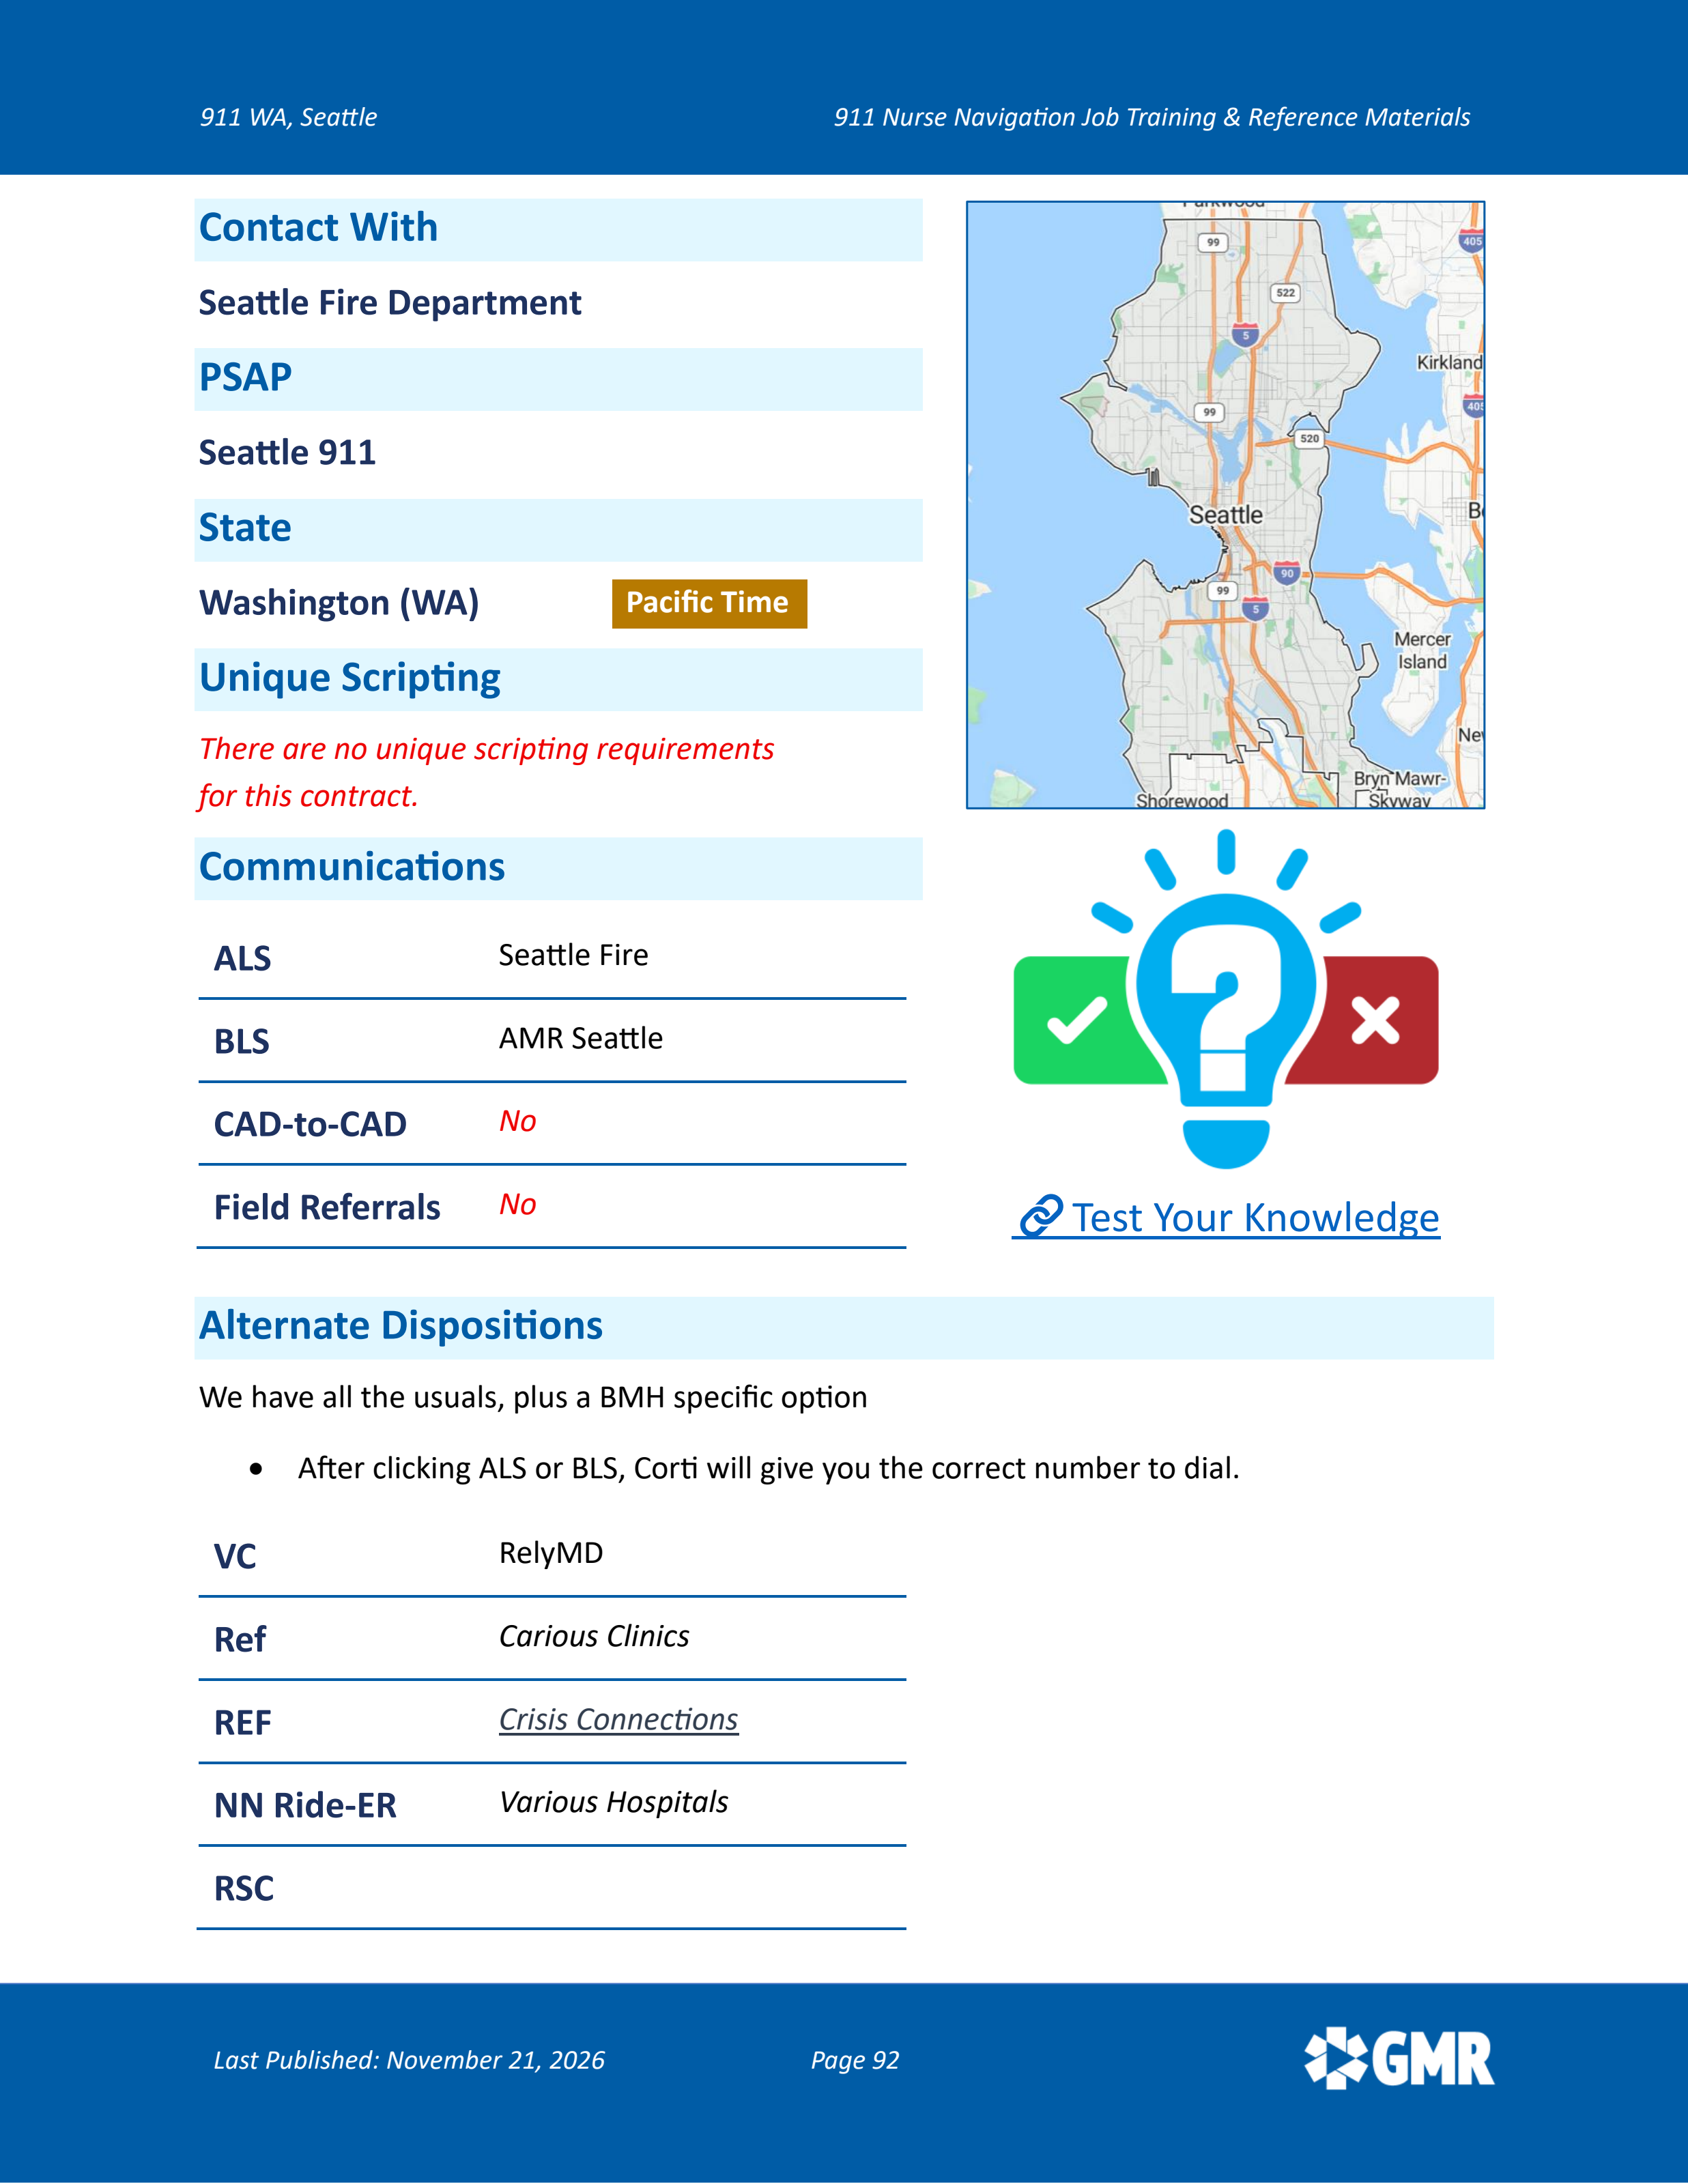 911 WA, Seattle
911 Nurse Navigation Job Training & Reference Materials
Contact With
Seattle Fire Department
PSAP
Seattle 911
State
Washington (WA)
Pacific Time
Unique Scripting
There are no unique scripting requirements
for this contract.
Parkwood
99
405
522
5
Kirkland
405
99
520
Seattle
90
99
5
Mercer
Island
Bryn Mawr-
Skyway
Shorewood
Communications
ALS Seattle Fire
BLS AMR Seattle
CAD-to-CAD No
Field Referrals No
?
Test Your Knowledge
Alternate Dispositions
We have all the usuals, plus a BMH specific option
• After clicking ALS or BLS, Corti will give you the correct number to dial.
VC RelyMD
Ref Carious Clinics
REF Crisis Connections
NN Ride-ER Various Hospitals
RSC
Last Published: November 21, 2026
Page 92
GMR